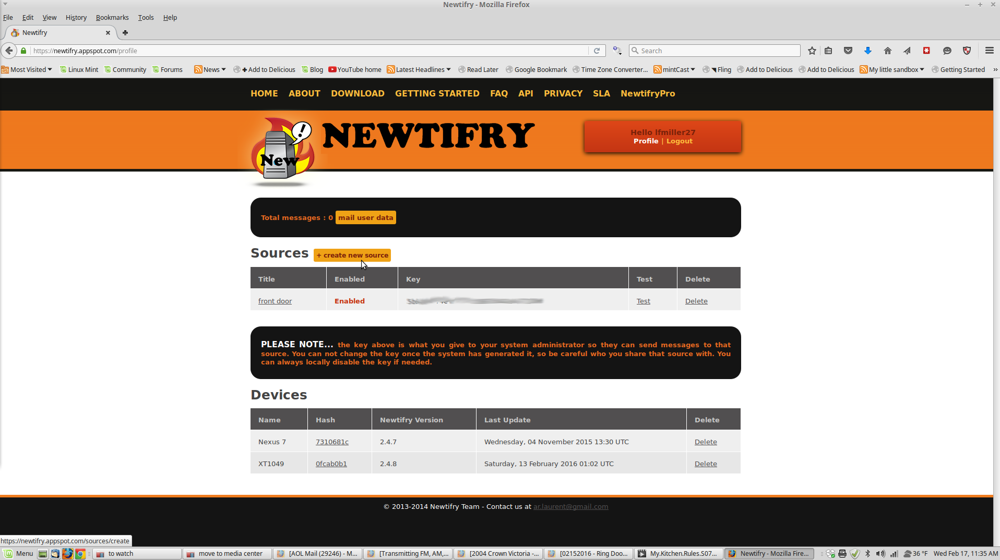 Newtifry - Mozilla Firefox
File Edit View History Bookmarks Tools Help
Newtifry
https://newtifry.appspot.com/profile
Search
Most Visited Linux Mint Community Forums News Add to Delicious Blog YouTube home Latest Headlines Read Later Google Bookmark Time Zone Converter... mintCast Fling Add to Delicious Add to Delicious My little sandbox Getting Started »
HOME ABOUT DOWNLOAD GETTING STARTED FAQ API PRIVACY SLA NewtifryPro
! New
NEWTIFRY
Hello lfmiller27
Profile | Logout
Total messages : 0 mail user data
Sources + create new source
Title Enabled Key Test Delete
front door Enabled Test Delete
PLEASE NOTE... the key above is what you give to your system administrator so they can send messages to that
source. You can not change the key once the system has generated it, so be careful who you share that source with. You
can always locally disable the key if needed.
Devices
Name Hash Newtifry Version Last Update Delete
Nexus 7 7310681c 2.4.7 Wednesday, 04 November 2015 13:30 UTC Delete
XT1049 0fcab0b1 2.4.8 Saturday, 13 February 2016 01:02 UTC Delete
© 2013-2014 Newtifry Team - Contact us at ar.laurent@gmail.com
https://newtifry.appspot.com/sources/create
Menu to watch move to media center [AOL Mail (29246) - M... [Transmitting FM, AM,... [2004 Crown Victoria -... [02152016 - Ring Doo... My.Kitchen.Rules.S07... Newtifry - Mozilla Fire... 36 °F Wed Feb 17, 11:35 AM